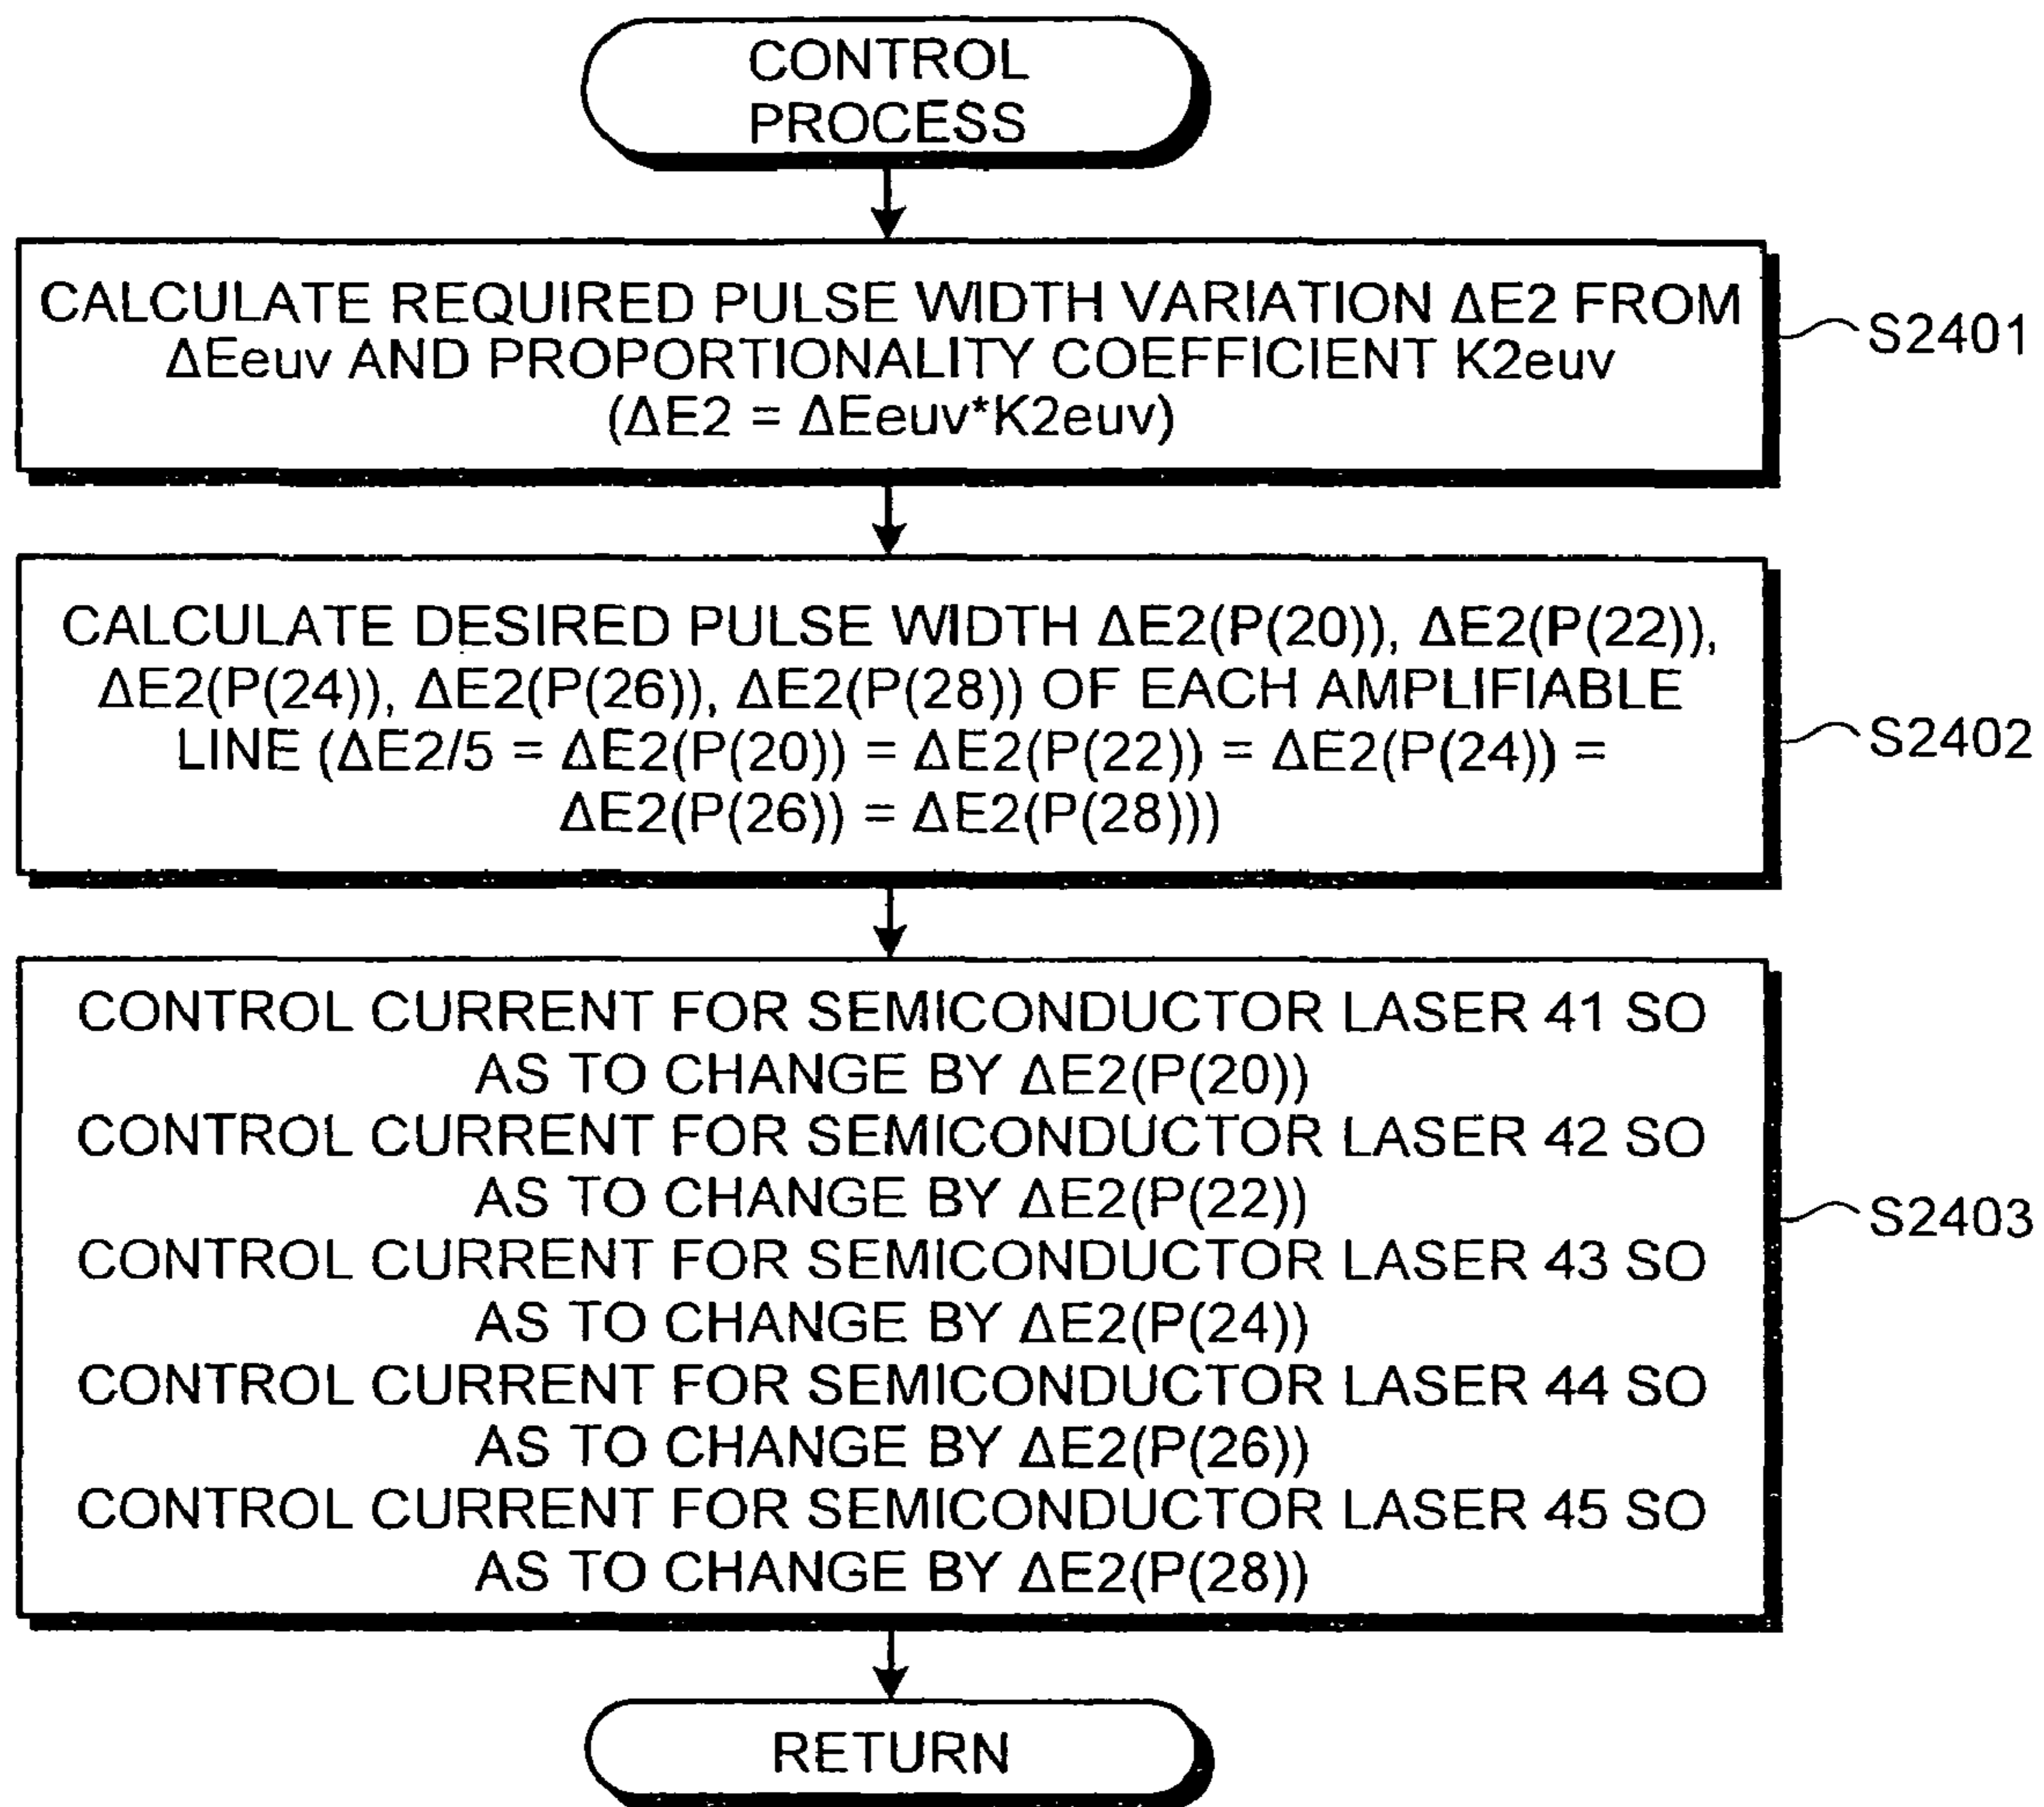 CONTROL
PROCESS
CALCULATE REQUIRED PULSE WIDTH VARIATION ΔE2 FROM
ΔEeuv AND PROPORTIONALITY COEFFICIENT K2euv
(ΔE2 = ΔEeuv*K2euv)
S2401
CALCULATE DESIRED PULSE WIDTH ΔE2(P(20)), ΔE2(P(22)),
ΔE2(P(24)), ΔE2(P(26)), ΔE2(P(28)) OF EACH AMPLIFIABLE
LINE (ΔE2/5 = ΔE2(P(20)) = ΔE2(P(22)) = ΔE2(P(24)) =
ΔE2(P(26)) = ΔE2(P(28)))
S2402
CONTROL CURRENT FOR SEMICONDUCTOR LASER 41 SO
AS TO CHANGE BY ΔE2(P(20))
CONTROL CURRENT FOR SEMICONDUCTOR LASER 42 SO
AS TO CHANGE BY ΔE2(P(22))
CONTROL CURRENT FOR SEMICONDUCTOR LASER 43 SO
AS TO CHANGE BY ΔE2(P(24))
CONTROL CURRENT FOR SEMICONDUCTOR LASER 44 SO
AS TO CHANGE BY ΔE2(P(26))
CONTROL CURRENT FOR SEMICONDUCTOR LASER 45 SO
AS TO CHANGE BY ΔE2(P(28))
S2403
RETURN